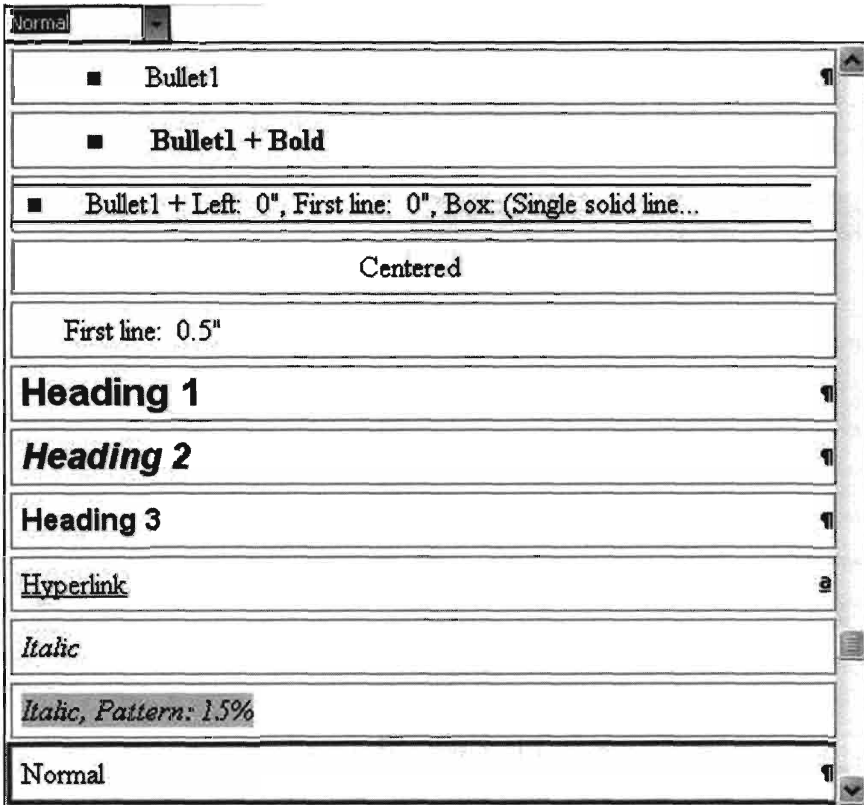 Normal
▪ Bullet1 ¶
▪ Bullet1 + Bold
▪ Bullet1 + Left: 0", First line: 0", Box: (Single solid line...
Centered
First line: 0.5"
Heading 1 ¶
Heading 2 ¶
Heading 3 ¶
Hyperlink a
Italic
Italic, Pattern: 15%
Normal ¶